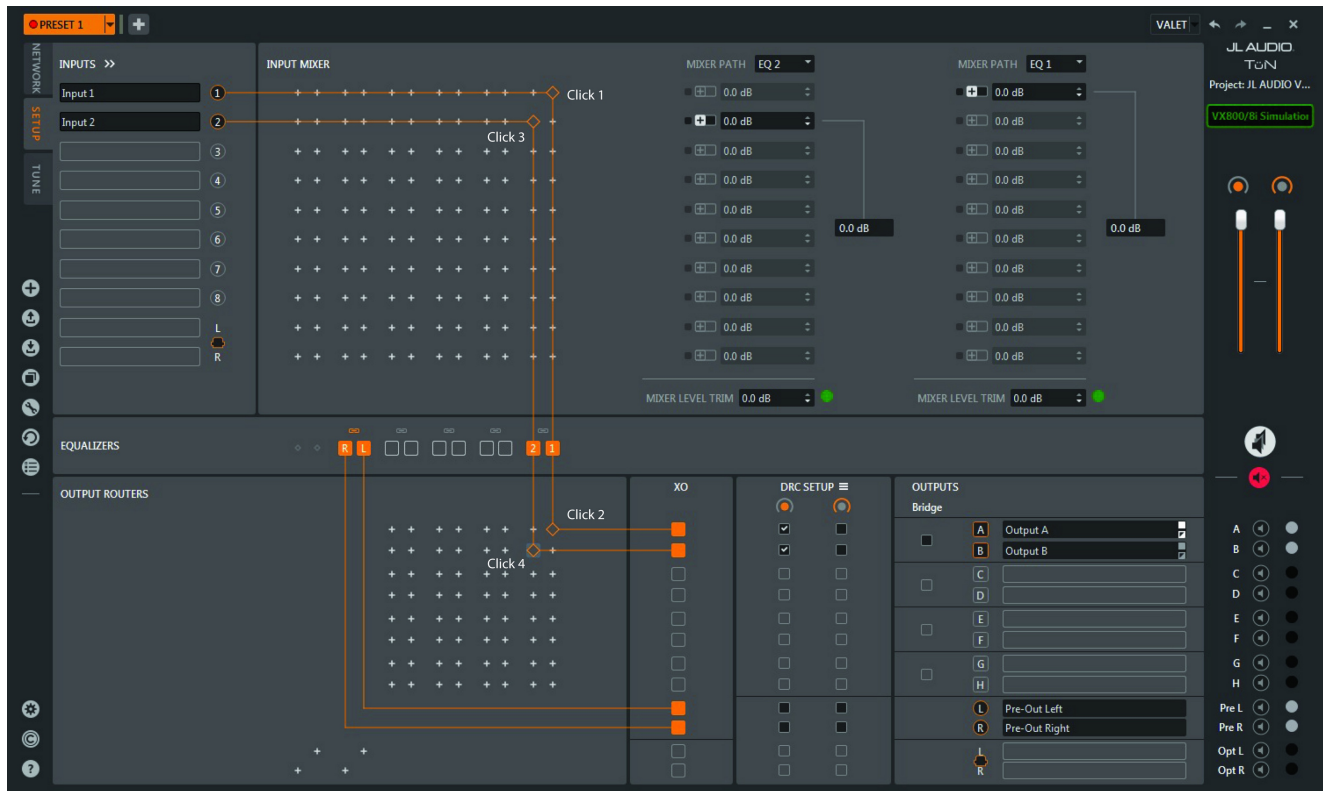 PRESET 1
VALET
JL AUDIO
TüN
Project: JL AUDIO V...
VX800/8i Simulation
NETWORK
SETUP
TUNE
INPUTS >>
Input 1
1
Input 2
2
3
4
5
6
7
8
L
R
INPUT MIXER
Click 1
Click 3
MIXER PATH EQ 2
0.0 dB
0.0 dB
0.0 dB
0.0 dB
0.0 dB
0.0 dB
0.0 dB
0.0 dB
0.0 dB
0.0 dB
0.0 dB
MIXER LEVEL TRIM 0.0 dB
MIXER PATH EQ 1
0.0 dB
0.0 dB
0.0 dB
0.0 dB
0.0 dB
0.0 dB
0.0 dB
0.0 dB
0.0 dB
0.0 dB
0.0 dB
MIXER LEVEL TRIM 0.0 dB
EQUALIZERS
R L 2 1
OUTPUT ROUTERS
Click 2
Click 4
XO
DRC SETUP
OUTPUTS
Bridge
A Output A
B Output B
C
D
E
F
G
H
L Pre-Out Left
R Pre-Out Right
L
R
A
B
C
D
E
F
G
H
Pre L
Pre R
Opt L
Opt R